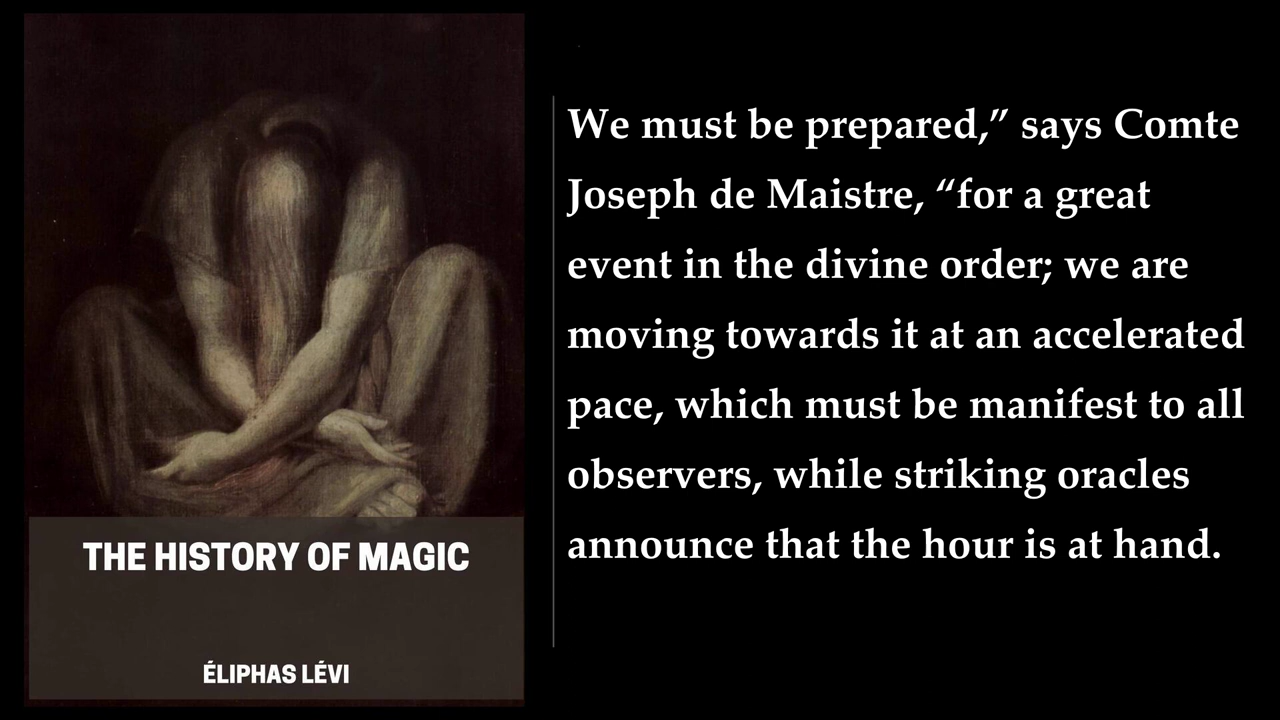 THE HISTORY OF MAGIC
ÉLIPHAS LÉVI
We must be prepared,” says Comte
Joseph de Maistre, “for a great
event in the divine order; we are
moving towards it at an accelerated
pace, which must be manifest to all
observers, while striking oracles
announce that the hour is at hand.